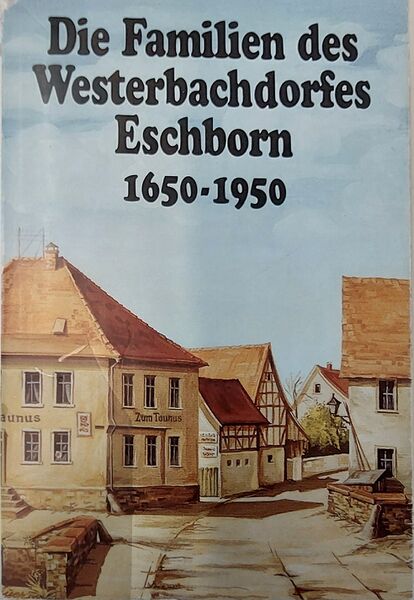 Die Familien des
Westerbachdorfes
Eschborn
1650-1950
aunus
Zum Taunus